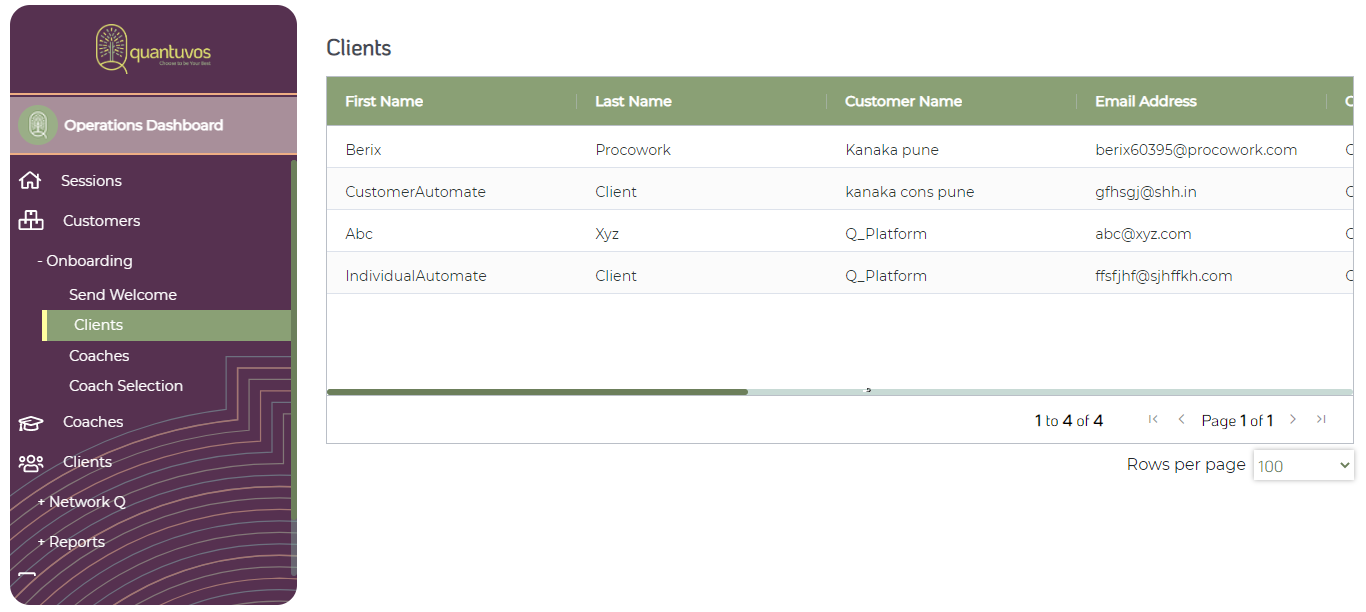 quantuvos
Choose to be Your Best
Operations Dashboard
Sessions
Customers
- Onboarding
Send Welcome
Clients
Coaches
Coach Selection
Coaches
Clients
+ Network Q
+ Reports
Clients
First Name Last Name Customer Name Email Address
Berix Procowork Kanaka pune berix60395@procowork.com
CustomerAutomate Client kanaka cons pune gfhsgj@shh.in
Abc Xyz Q_Platform abc@xyz.com
IndividualAutomate Client Q_Platform ffsfjhf@sjhffkh.com
1 to 4 of 4 Page 1 of 1
Rows per page 100